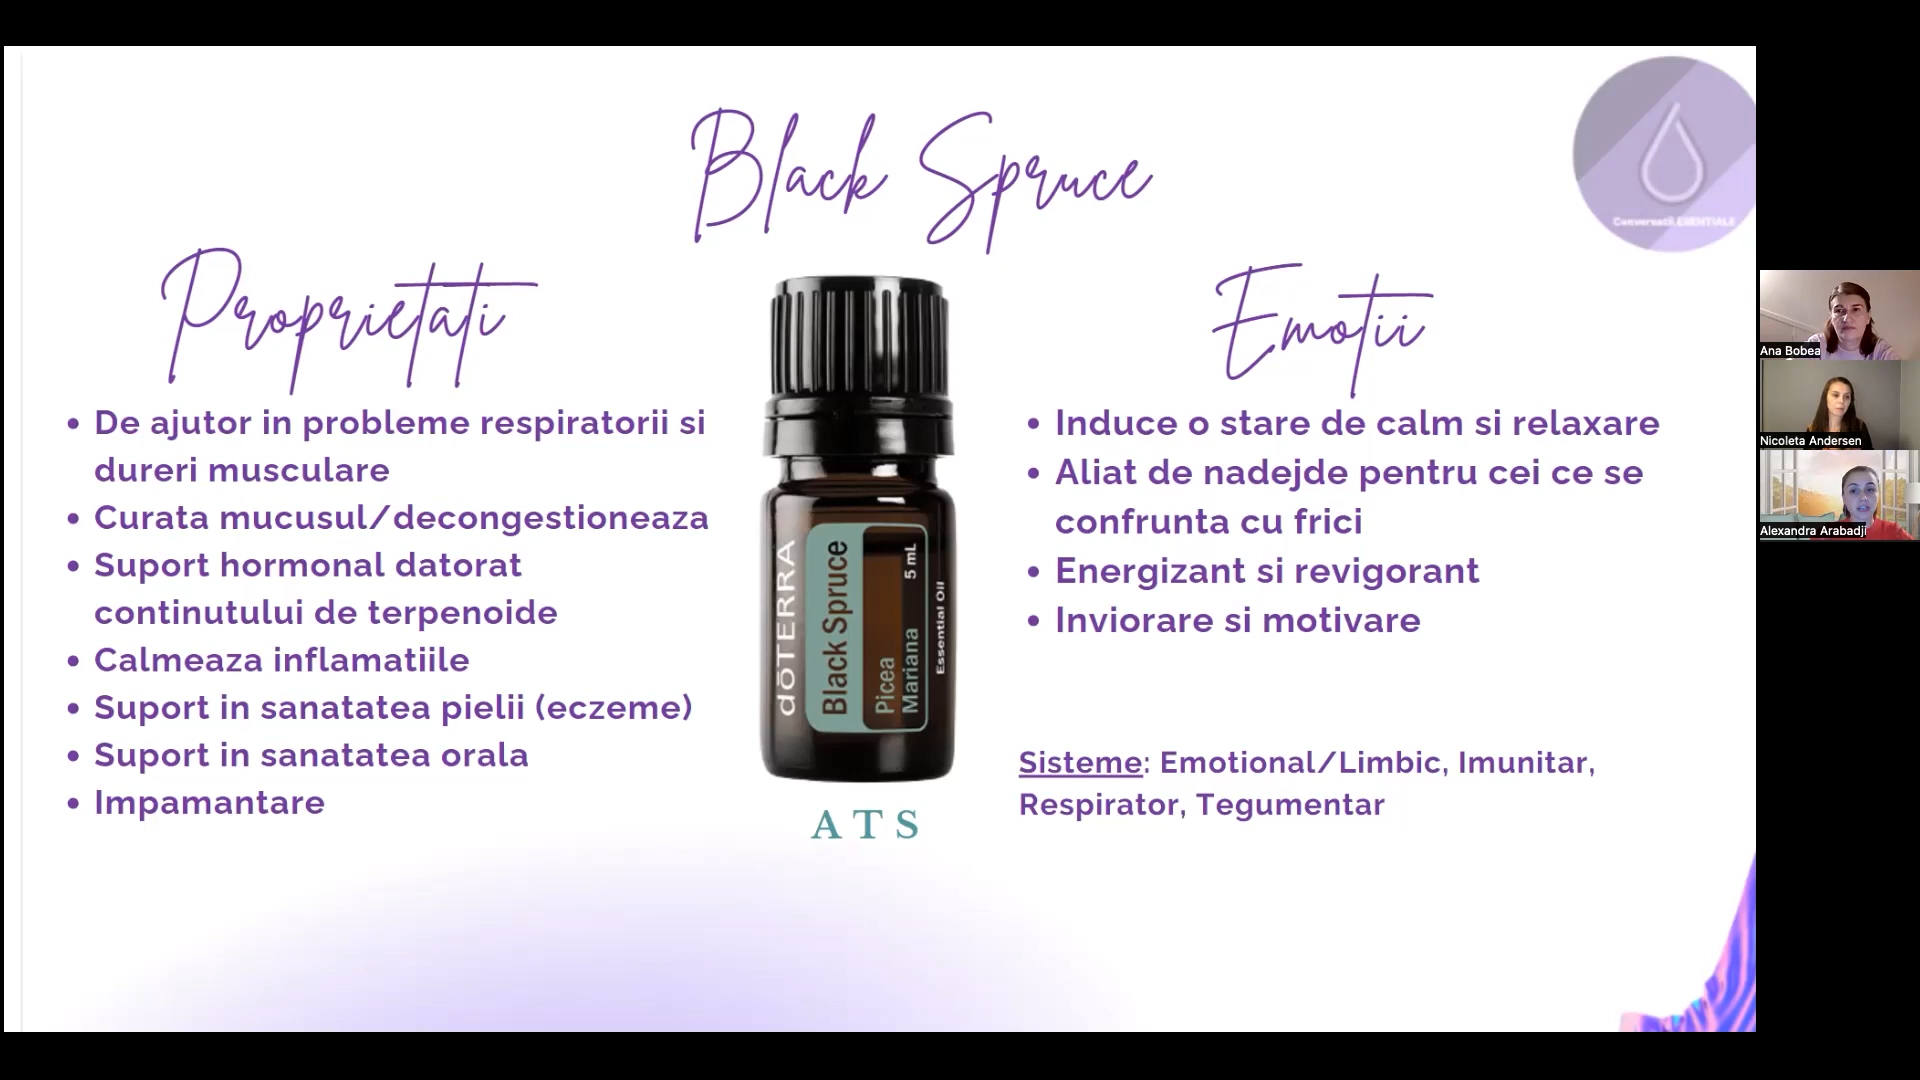 Black Spruce
Conversatii ESENTIALE
Proprietati
De ajutor in probleme respiratorii si
dureri musculare
Curata mucusul/decongestioneaza
Suport hormonal datorat
continutului de terpenoide
Calmeaza inflamatiile
Suport in sanatatea pielii (eczeme)
Suport in sanatatea orala
Impamantare
dōTERRA
Black Spruce
Picea
Mariana
5 mL
Essential Oil
A T S
Emotii
Induce o stare de calm si relaxare
Aliat de nadejde pentru cei ce se
confrunta cu frici
Energizant si revigorant
Inviorare si motivare
Sisteme: Emotional/Limbic, Imunitar,
Respirator, Tegumentar
Ana Bobea
Nicoleta Andersen
Alexandra Arabadji